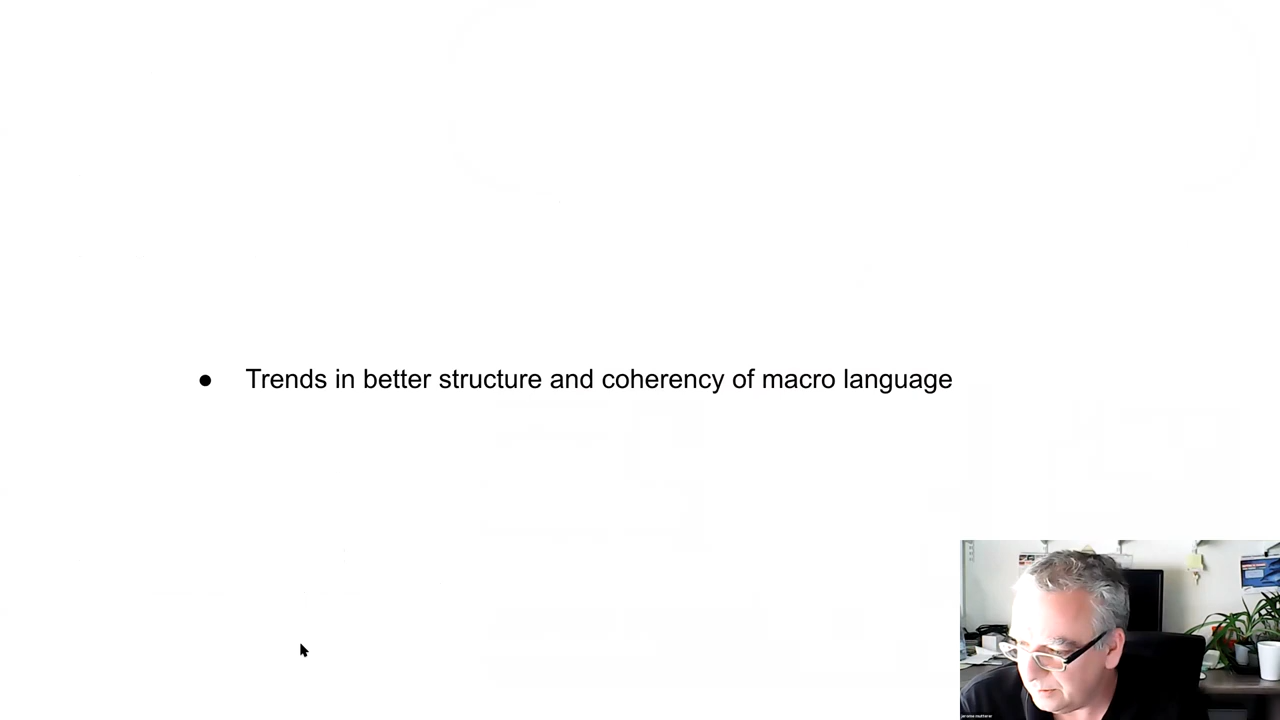 ● Trends in better structure and coherency of macro language